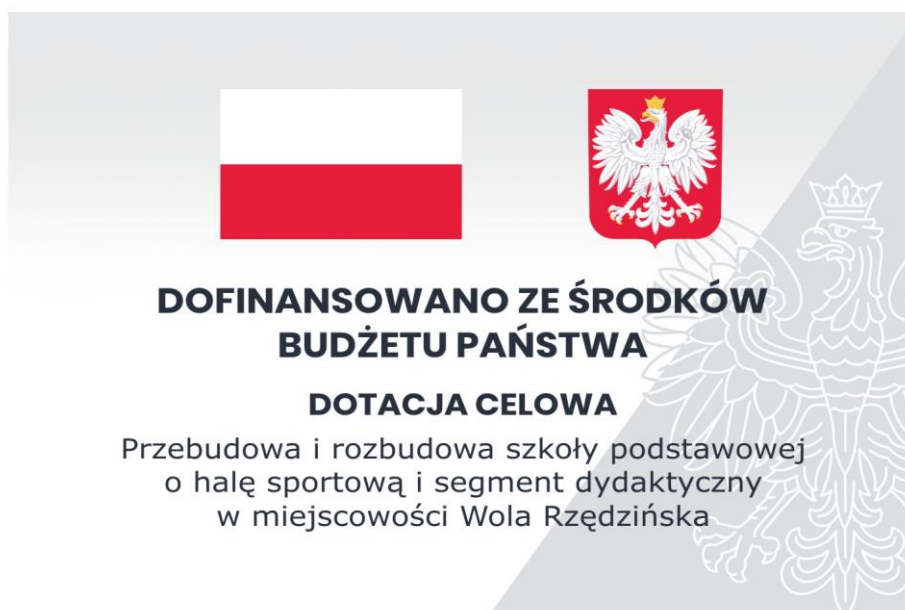 DOFINANSOWANO ZE ŚRODKÓW
BUDŻETU PAŃSTWA
DOTACJA CELOWA
Przebudowa i rozbudowa szkoły podstawowej
o halę sportową i segment dydaktyczny
w miejscowości Wola Rzędzińska